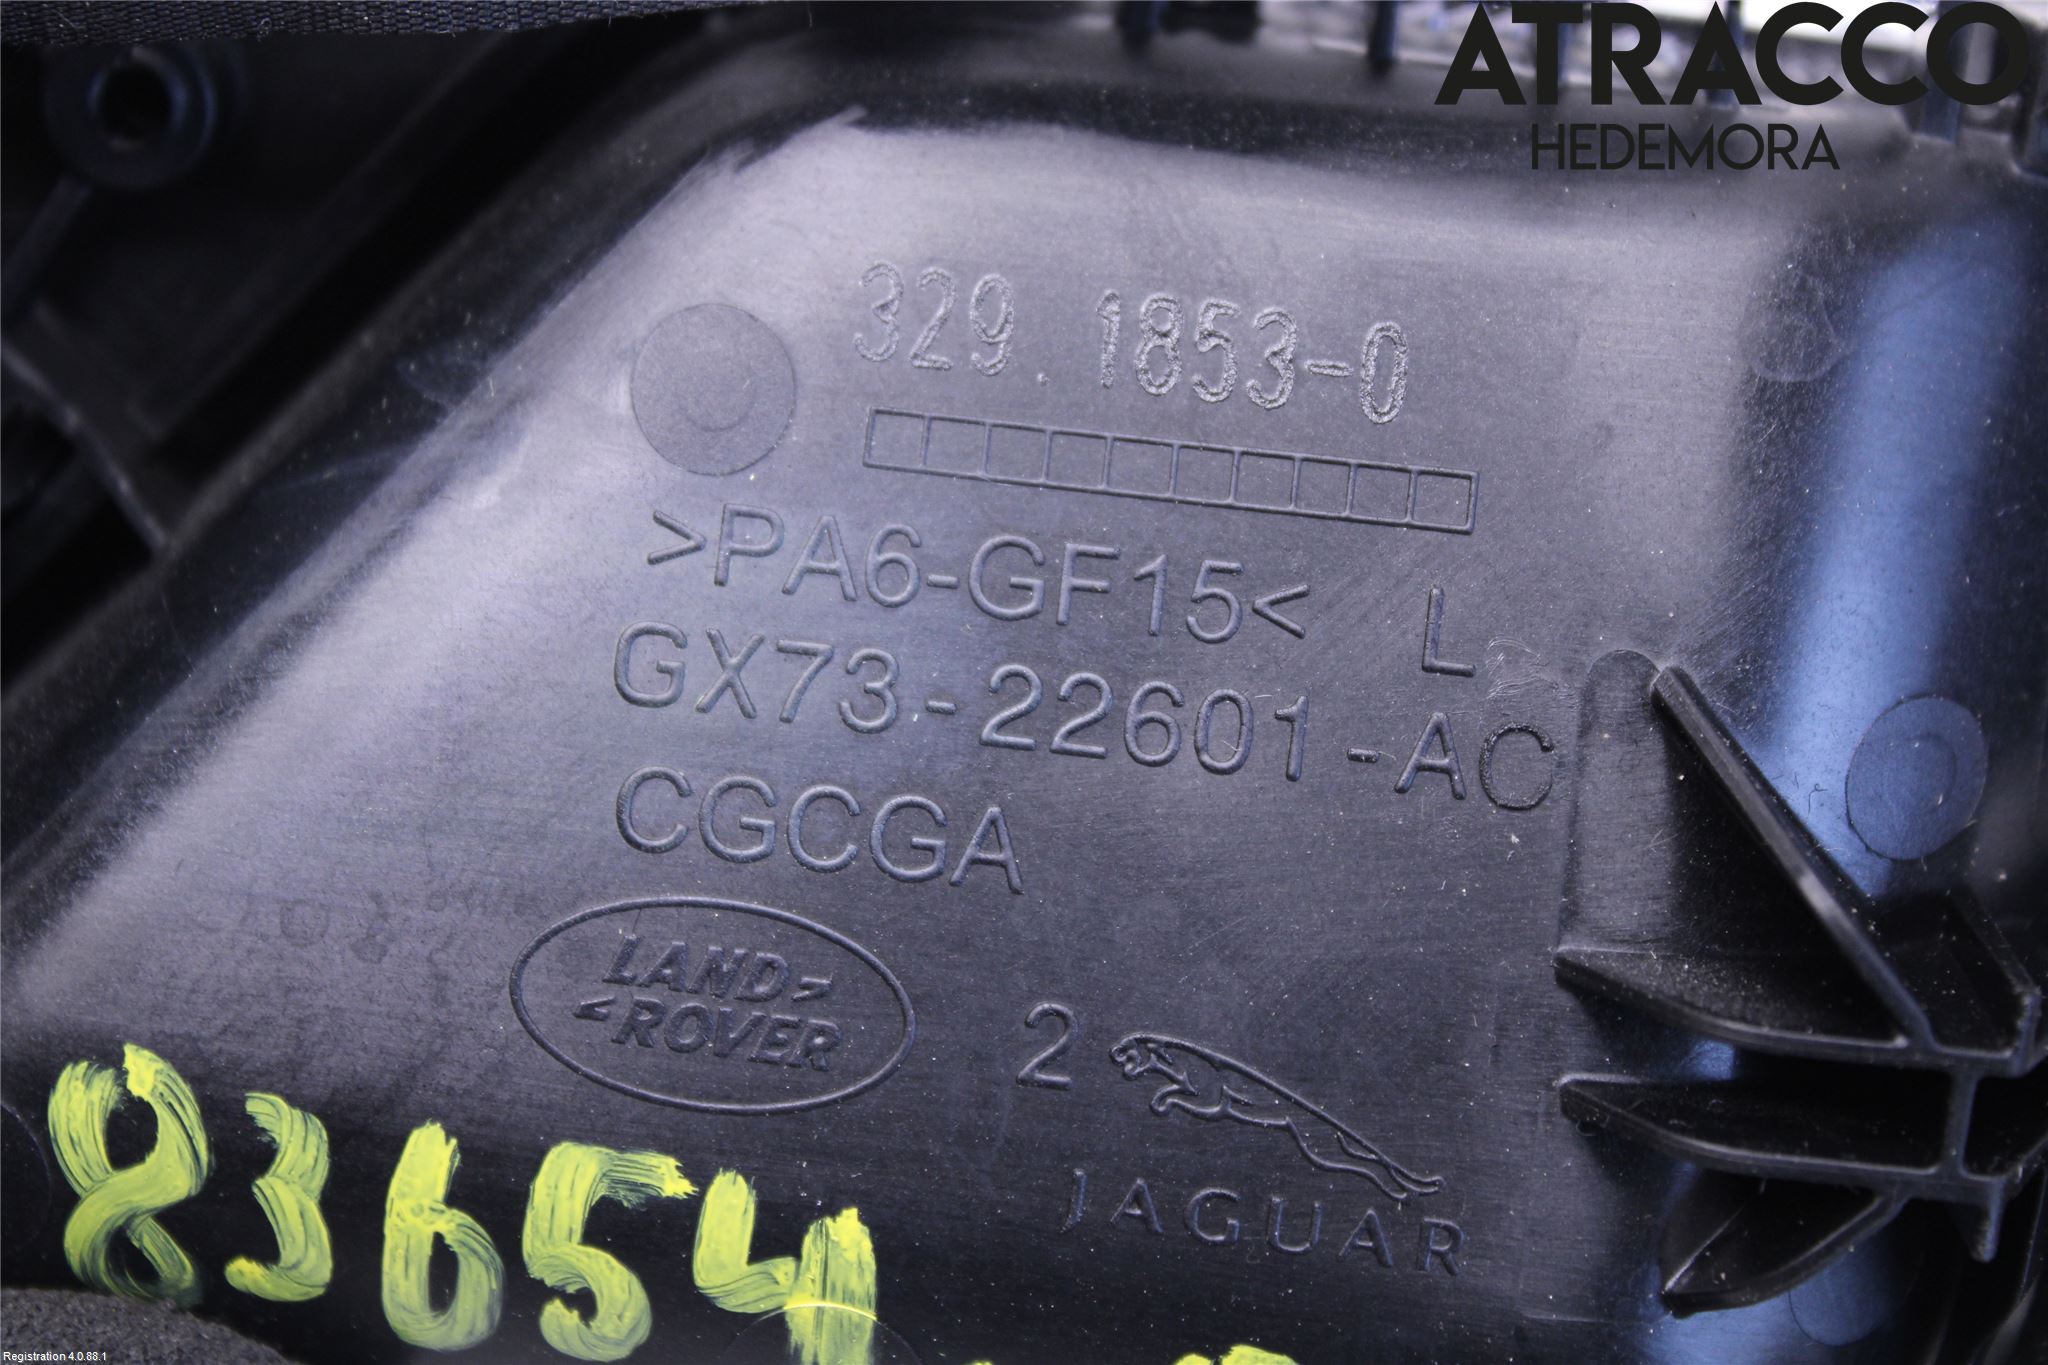 ATRACCO
HEDEMORA
329.1853-0
>PA6-GF15< L
GX73-22601-AC
CGCGA
LAND
ROVER
2
JAGUAR
83654
Registration 4.0.88.1